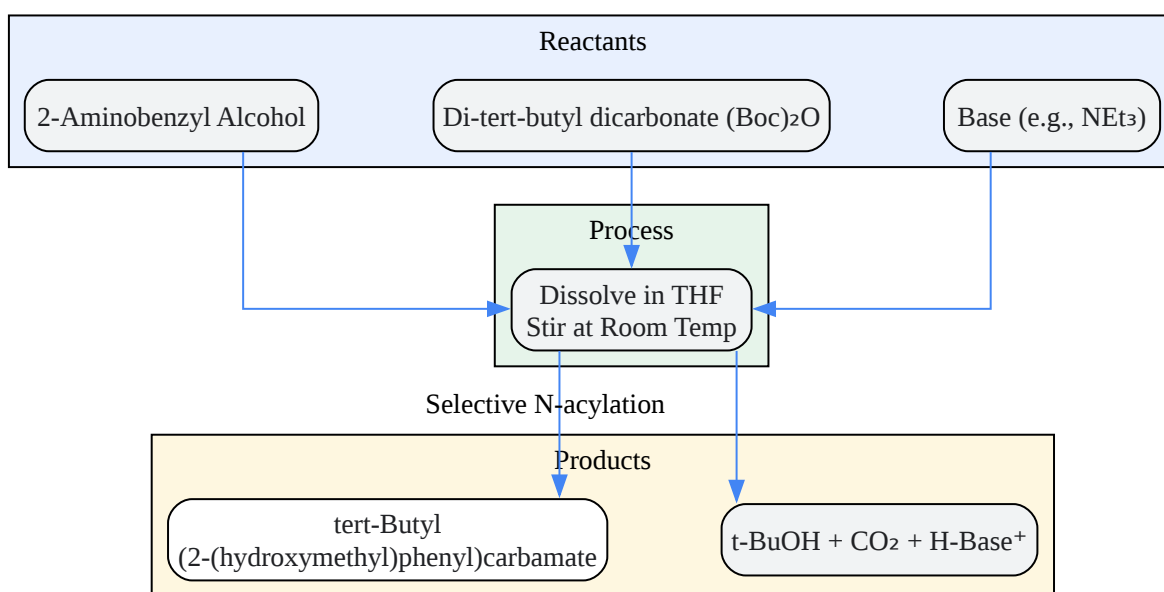 Reactants
2-Aminobenzyl Alcohol
Di-tert-butyl dicarbonate (Boc)₂O
Base (e.g., NEt₃)
Process
Dissolve in THF
Stir at Room Temp
Selective N-acylation
Products
tert-Butyl
(2-(hydroxymethyl)phenyl)carbamate
t-BuOH + CO₂ + H-Base⁺